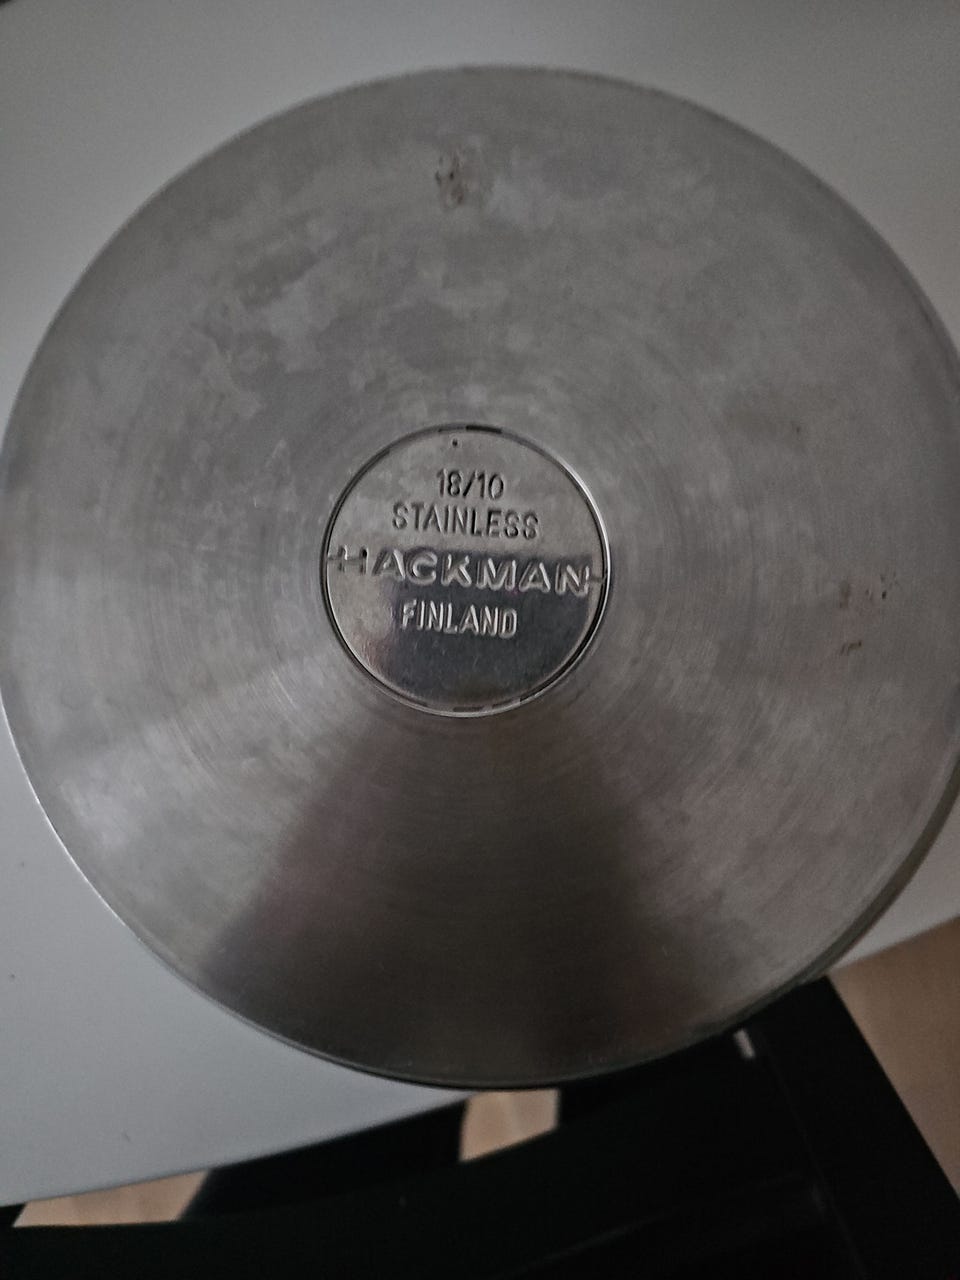 18/10
STAINLESS
HACKMAN
FINLAND